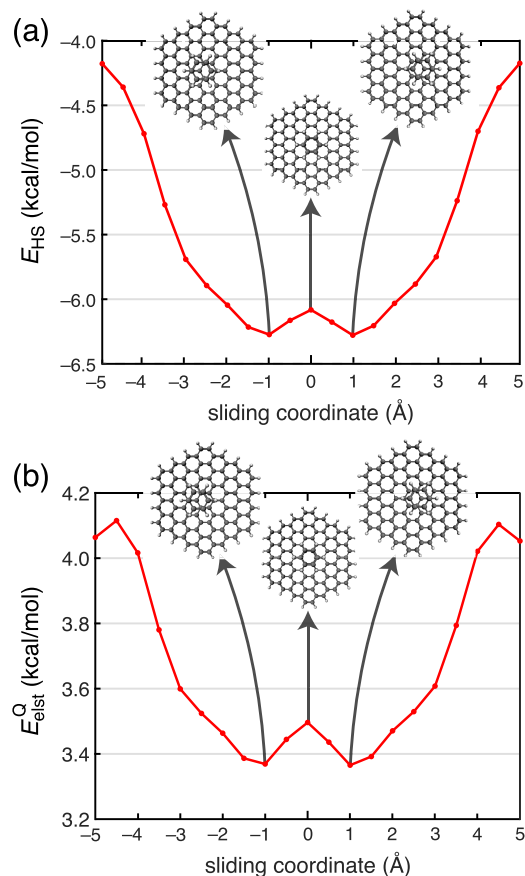 (a)
−4.0
−4.5
−5.0
−5.5
−6.0
−6.5
E_HS (kcal/mol)
−5 −4 −3 −2 −1 0 1 2 3 4 5
sliding coordinate (Å)
(b)
4.2
4.0
3.8
3.6
3.4
3.2
E^Q_elst (kcal/mol)
−5 −4 −3 −2 −1 0 1 2 3 4 5
sliding coordinate (Å)